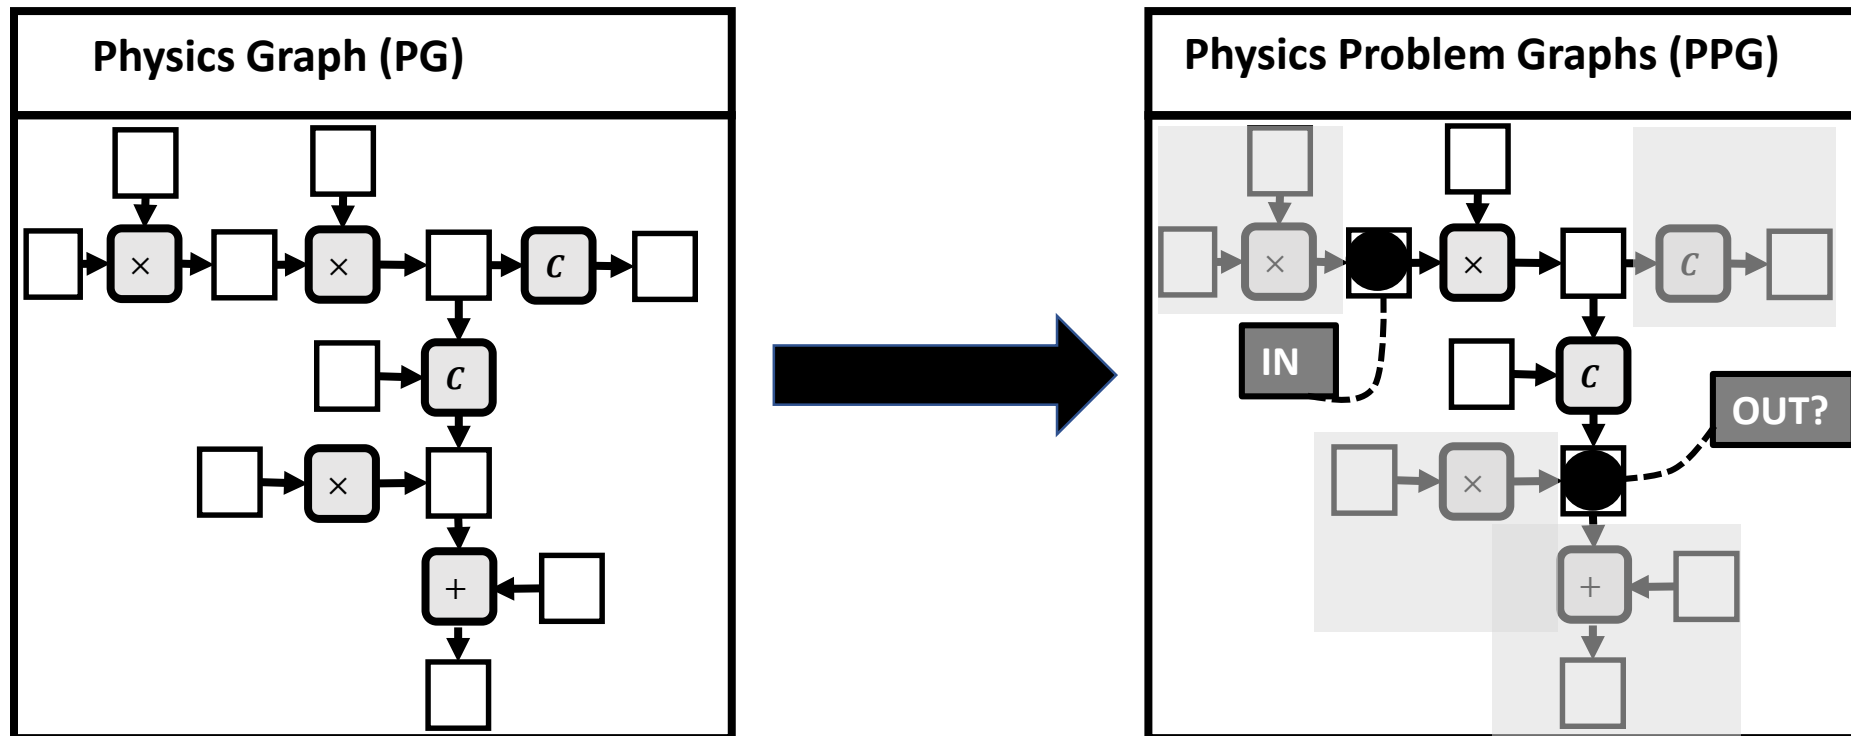 Physics Graph (PG)
× × C
C
×
+
Physics Problem Graphs (PPG)
× × C
IN
C
OUT?
×
+